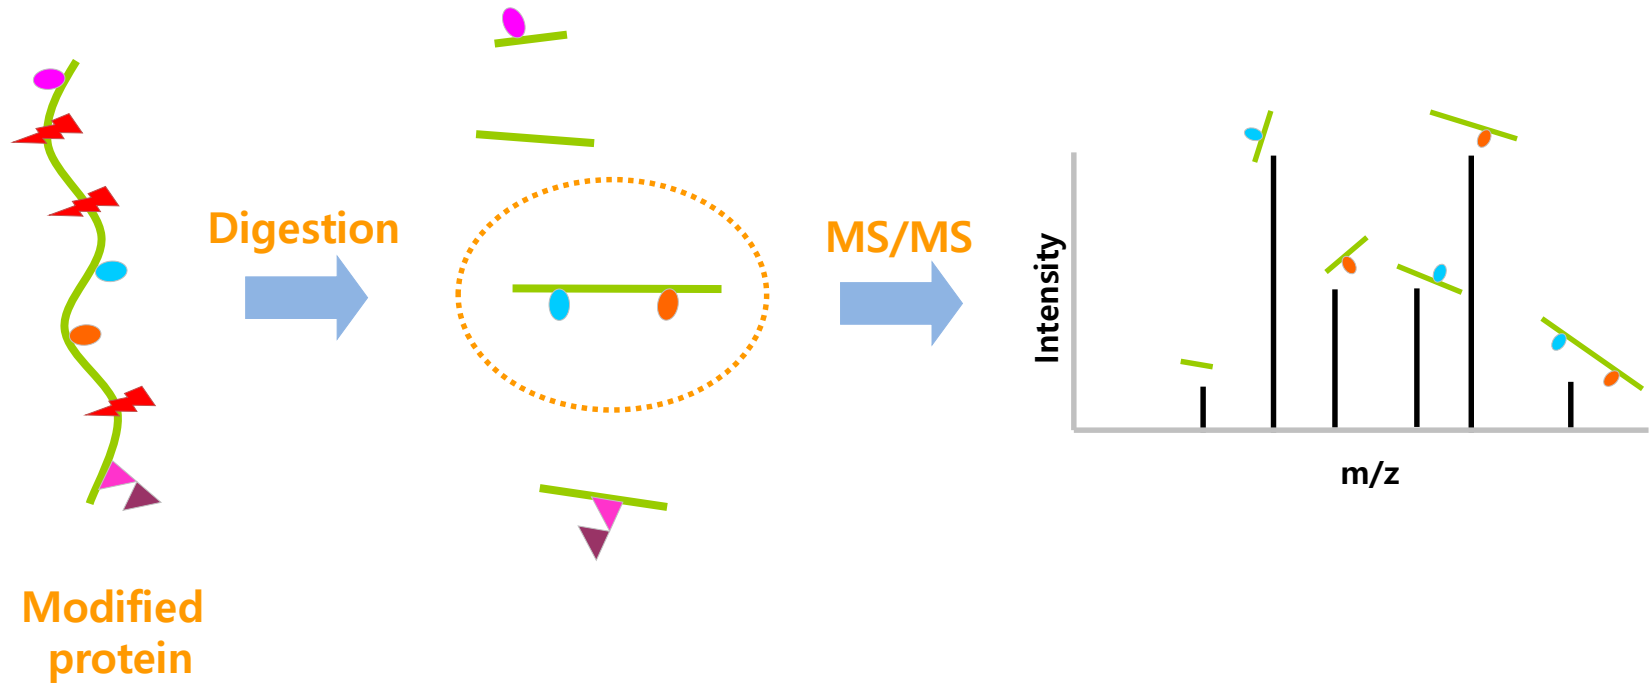 Digestion
MS/MS
Intensity
m/z
Modified
protein